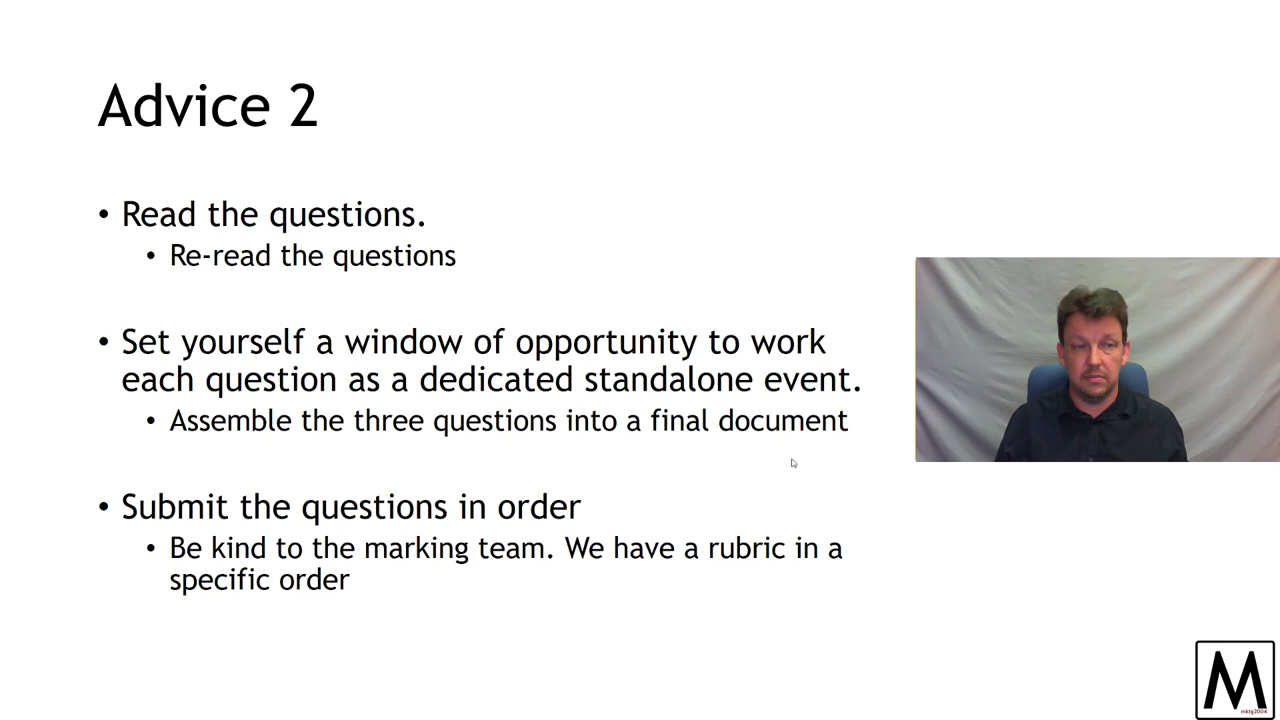 Advice 2
• Read the questions.
• Re-read the questions
• Set yourself a window of opportunity to work
each question as a dedicated standalone event.
• Assemble the three questions into a final document
• Submit the questions in order
• Be kind to the marking team. We have a rubric in a
specific order
M
mktg2004